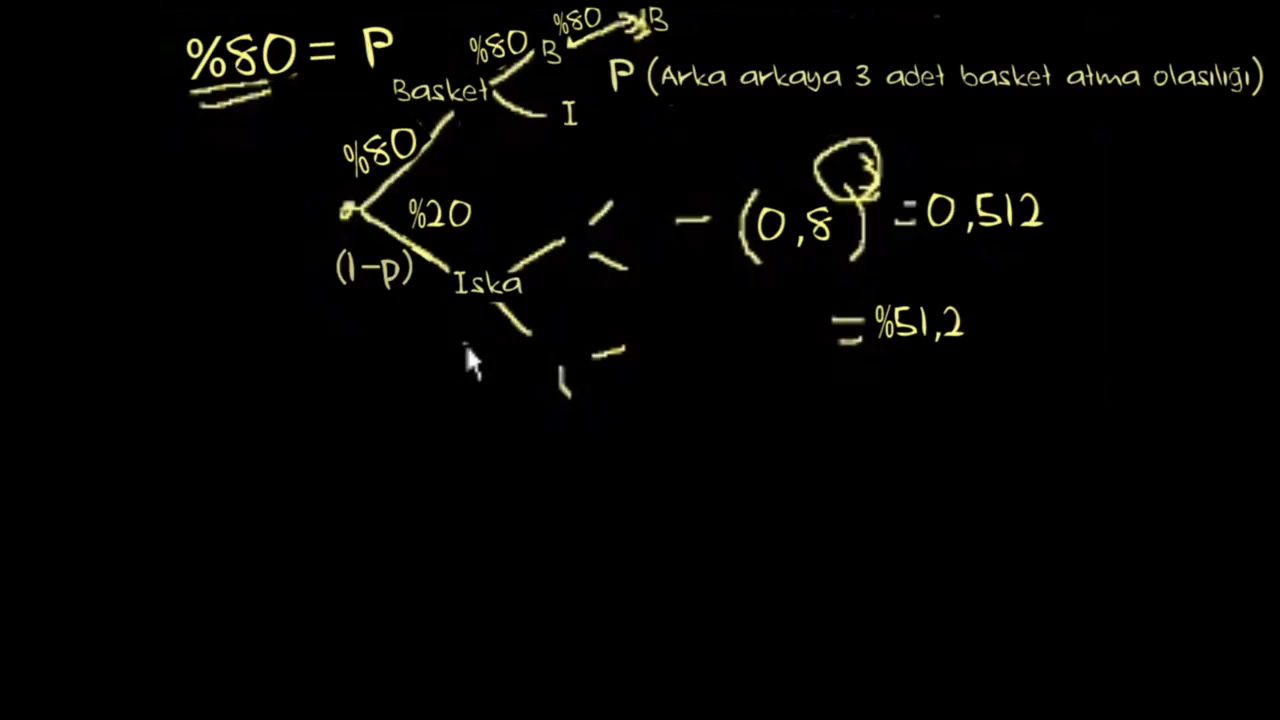 %80 = P
%80 B %80 B
Basket
I
P (Arka arkaya 3 adet basket atma olasılığı)
%80
%20
(1-p)
Iska
(0,8)³ = 0,512
= %51,2